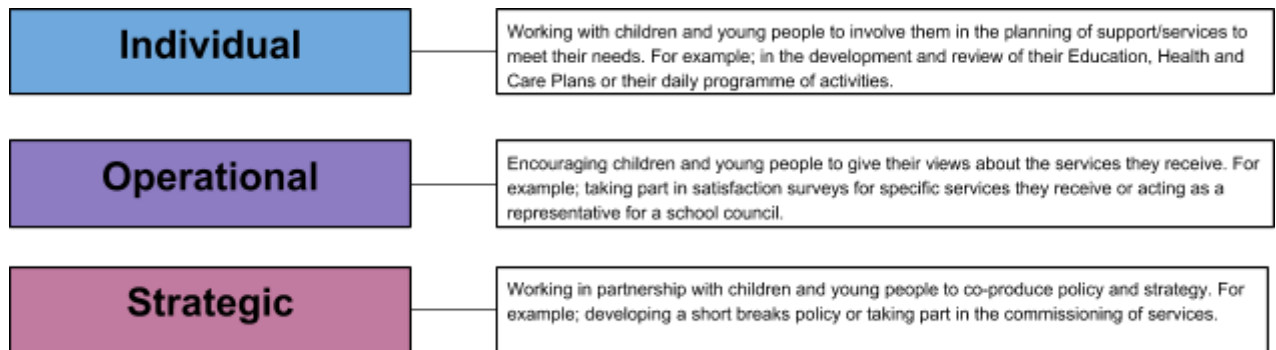 Individual
Working with children and young people to involve them in the planning of support/services to
meet their needs. For example; in the development and review of their Education, Health and
Care Plans or their daily programme of activities.
Operational
Encouraging children and young people to give their views about the services they receive. For
example; taking part in satisfaction surveys for specific services they receive or acting as a
representative for a school council.
Strategic
Working in partnership with children and young people to co-produce policy and strategy. For
example; developing a short breaks policy or taking part in the commissioning of services.